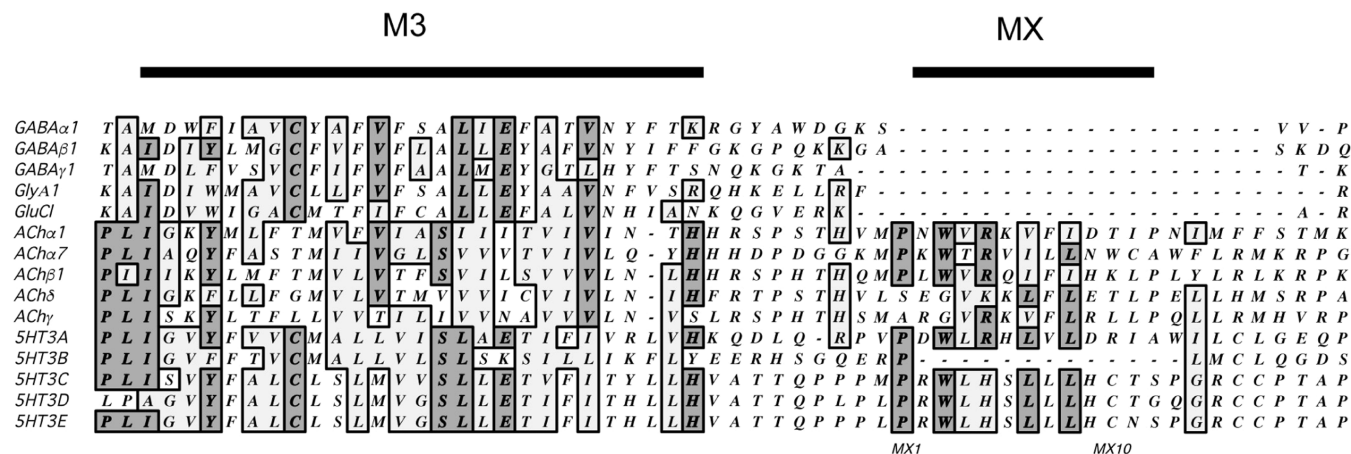 M3 MX
GABAα1 T A M D W F I A V C Y A F V F S A L I E F A T V N Y F T K R G Y A W D G K S - - - - - - - - - - - - - - - - - - V V - P
GABAβ1 K A I D I Y L M G C F V F V F L A L L E Y A F V N Y I F F G K G P Q K K G A - - - - - - - - - - - - - - - - - - S K D Q
GABAγ1 T A M D L F V S V C F I F V F A A L M E Y G T L H Y F T S N Q K G K T A - - - - - - - - - - - - - - - - - - - T - K
GlyA1 K A I D I W M A V C L L F V F S A L L E Y A A V N F V S R Q H K E L L R F - - - - - - - - - - - - - - - - - - - - - R
GluCl K A I D V W I G A C M T F I F C A L L E F A L V N H I A N K Q G V E R K - - - - - - - - - - - - - - - - - - - A - R
AChα1 P L I G K Y M L F T M V F V I A S I I I T V I V I N - T H H R S P S T H V M P N W V R K V F I D T I P N I M F F S T M K
AChα7 P L I A Q Y F A S T M I I V G L S V V V T V I V L Q - Y H H H D P D G G K M P K W T R V I L L N W C A W F L R M K R P G
AChβ1 P L I I K Y L M F T M V L V T F S V I L S V V V L N - L H H R S P H T H Q M P L W V R Q I F I H K L P L Y L R L K R P K
AChδ P L I G K F L L F G M V L V T M V V V I C V I V L N - I H F R T P S T H V L S E G V K K L F L E T L P E L L H M S R P A
AChγ P L I S K Y L T F L L V V T I L I V V N A V V V L N - V S L R S P H T H S M A R G V R K V F L R L L P Q L L R M H V R P
5HT3A P L I G V Y F V V C M A L L V I S L A E T I F I V R L V H K Q D L Q - R P V P D W L R H L V L D R I A W I L C L G E Q P
5HT3B P L I G V F F T V C M A L L V L S L S K S I L L I K F L Y E E R H S G Q E R P - - - - - - - - - - - - - - L M C L Q G D S
5HT3C P L I S V Y F A L C L S L M V V S L L E T V F I T Y L L H V A T T Q P P P M P R W L H S L L L H C T S P G R C C P T A P
5HT3D L P A G V Y F A L C L S L M V G S L L E T I F I T H L L H V A T T Q P L P L P R W L H S L L L H C T G Q G R C C P T A P
5HT3E P L I G V Y F A L C L S L M V G S L L E T I F I T H L L H V A T T Q P P P L P R W L H S L L L H C N S P G R C C P T A P
MX1 MX10